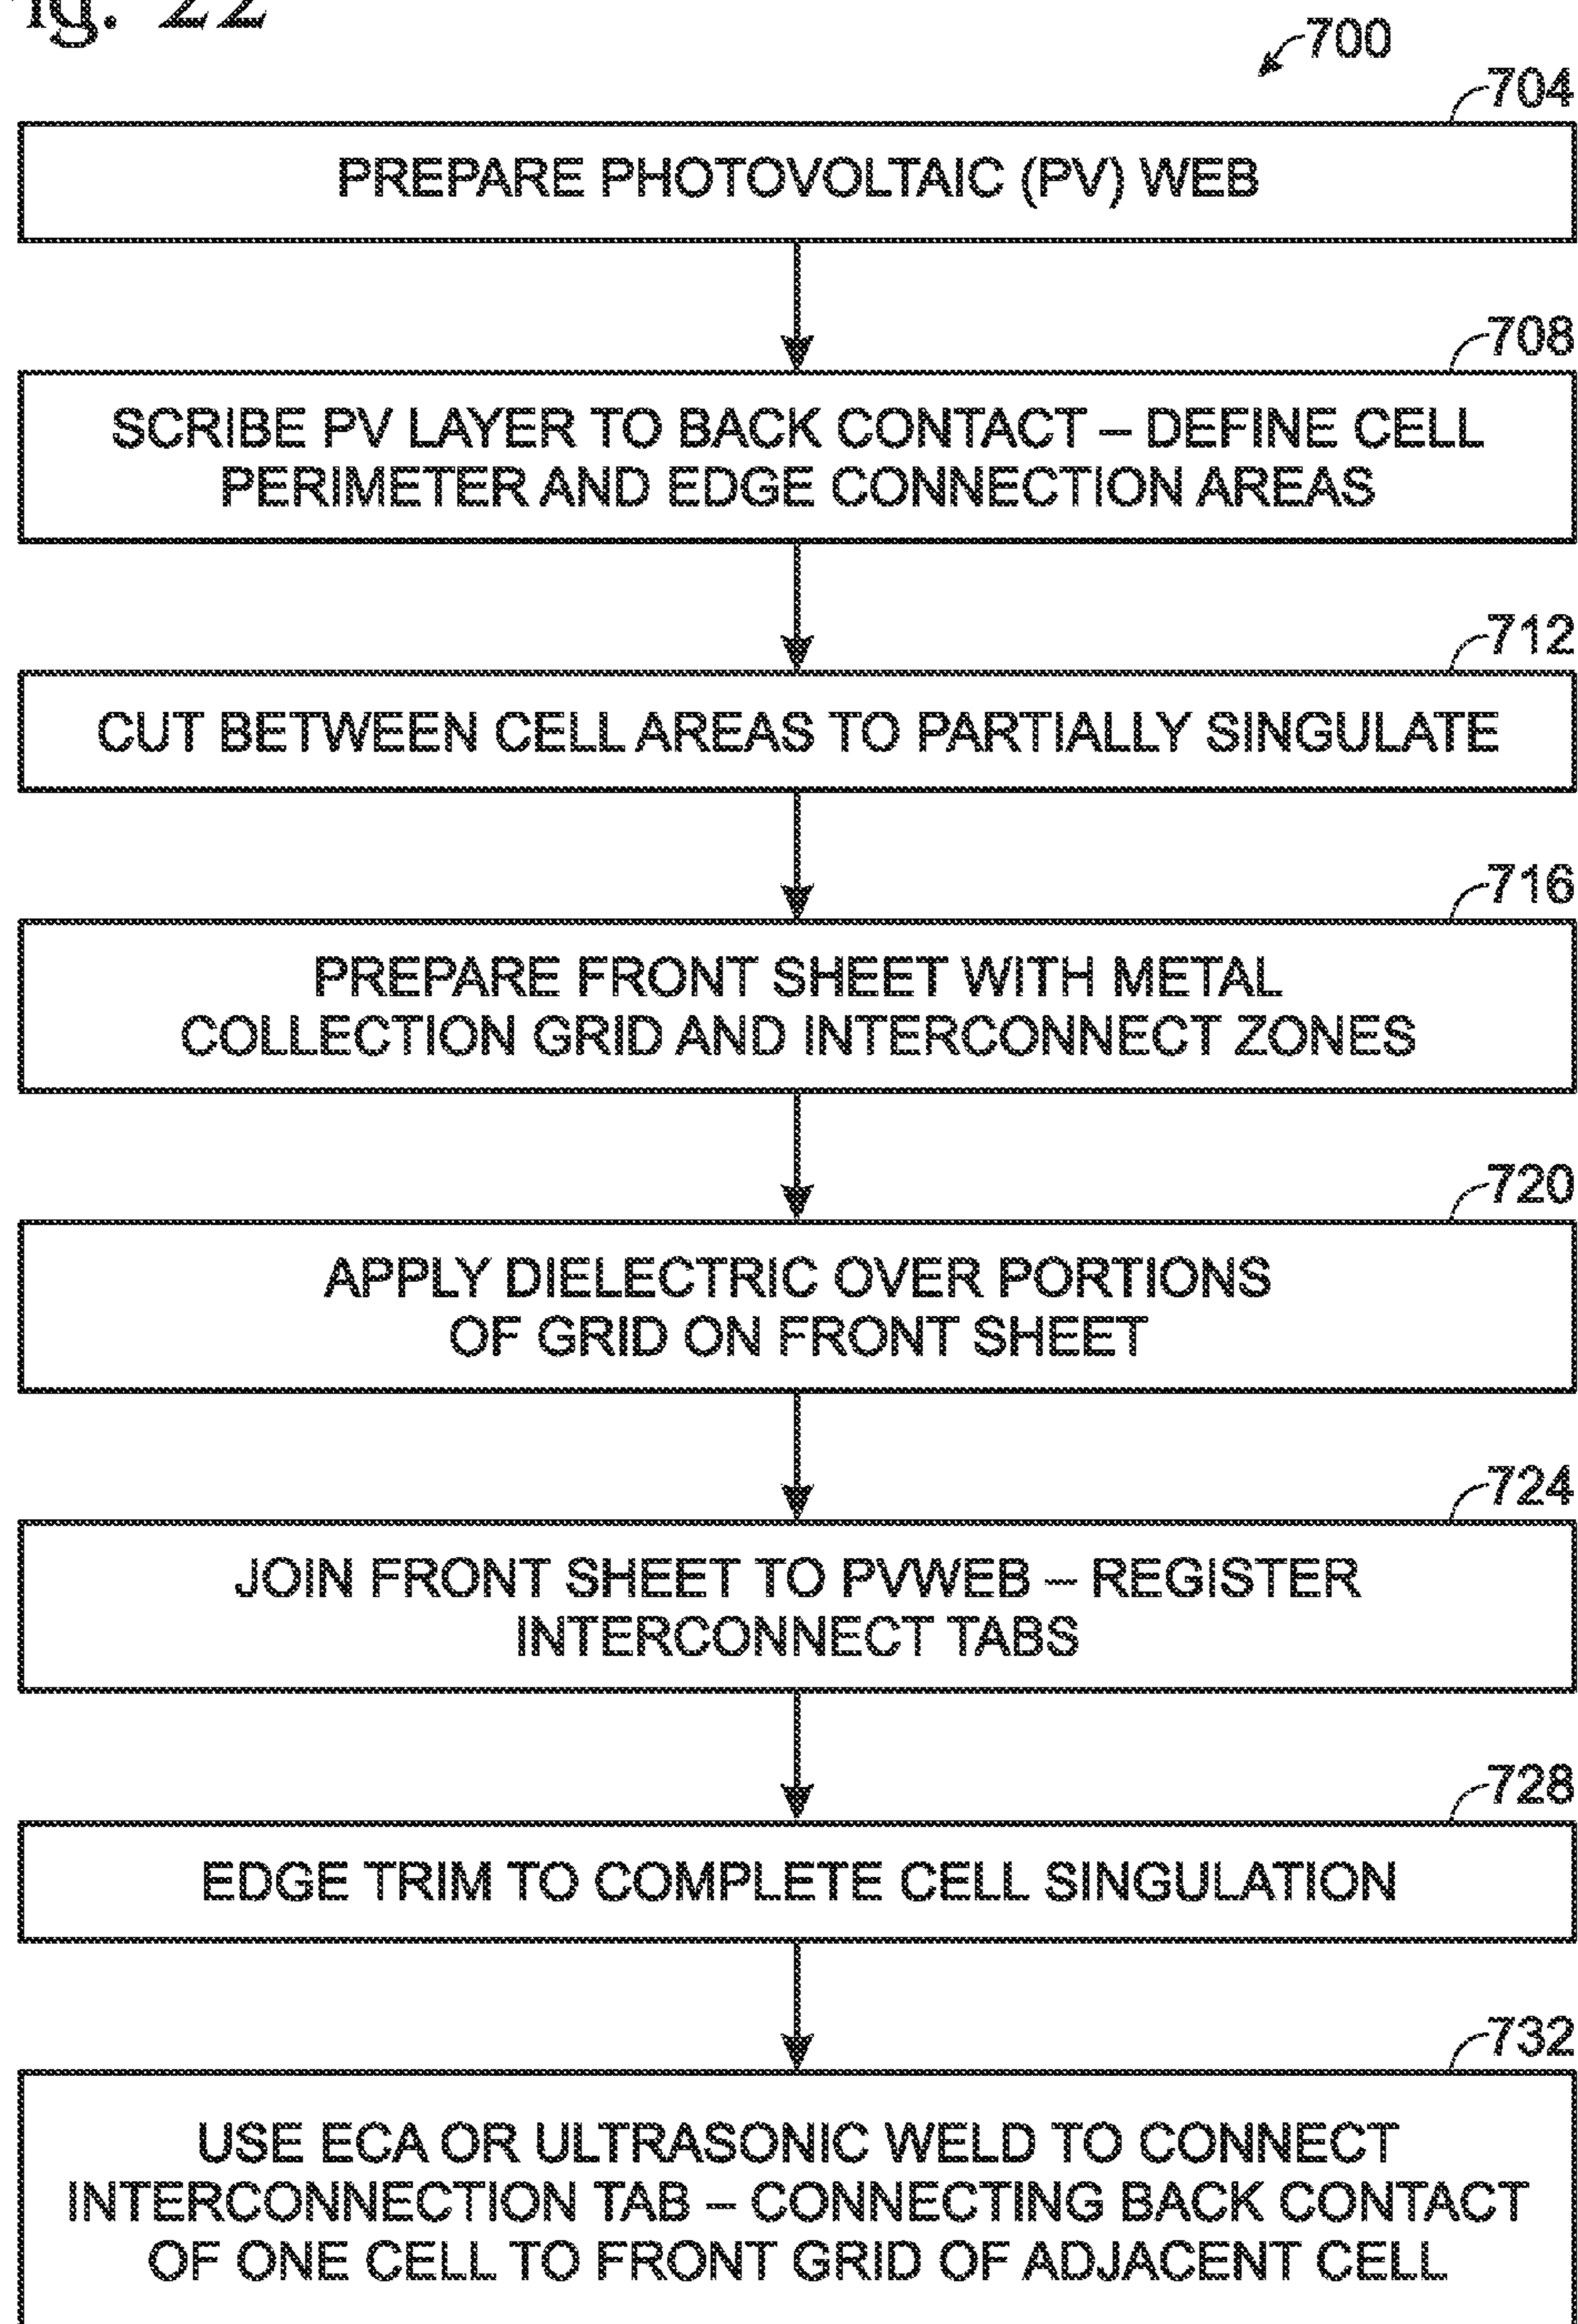 Fig. 22
700
704
PREPARE PHOTOVOLTAIC (PV) WEB
708
SCRIBE PV LAYER TO BACK CONTACT – DEFINE CELL
PERIMETER AND EDGE CONNECTION AREAS
712
CUT BETWEEN CELL AREAS TO PARTIALLY SINGULATE
716
PREPARE FRONT SHEET WITH METAL
COLLECTION GRID AND INTERCONNECT ZONES
720
APPLY DIELECTRIC OVER PORTIONS
OF GRID ON FRONT SHEET
724
JOIN FRONT SHEET TO PVWEB – REGISTER
INTERCONNECT TABS
728
EDGE TRIM TO COMPLETE CELL SINGULATION
732
USE ECA OR ULTRASONIC WELD TO CONNECT
INTERCONNECTION TAB – CONNECTING BACK CONTACT
OF ONE CELL TO FRONT GRID OF ADJACENT CELL